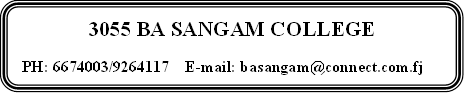 3055 BA SANGAM COLLEGE
PH: 6674003/9264117 E-mail: basangam@connect.com.fj